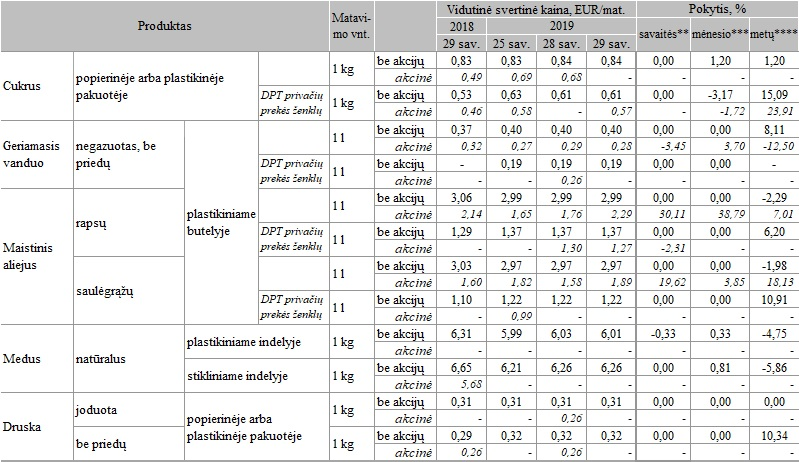 Produktas Matavi- mo vnt. Vidutinė svertinė kaina, EUR/mat. Pokytis, %
2018 2019 savaitės** mėnesio*** metų****
29 sav. 25 sav. 28 sav. 29 sav.
Cukrus popierinėje arba plastikinėje pakuotėje 1 kg be akcijų 0,83 0,83 0,84 0,84 0,00 1,20 1,20
akcinė 0,49 0,69 0,68 - - - -
DPT privačių prekės ženklų 1 kg be akcijų 0,53 0,63 0,61 0,61 0,00 -3,17 15,09
akcinė 0,46 0,58 - 0,57 - -1,72 23,91
Geriamasis vanduo negazuotas, be priedų plastikiniame butelyje 1 l be akcijų 0,37 0,40 0,40 0,40 0,00 0,00 8,11
akcinė 0,32 0,27 0,29 0,28 -3,45 3,70 -12,50
DPT privačių prekės ženklų 1 l be akcijų - 0,19 0,19 0,19 0,00 0,00 -
akcinė - - 0,26 - - - -
Maistinis aliejus rapsų 1 l be akcijų 3,06 2,99 2,99 2,99 0,00 0,00 -2,29
akcinė 2,14 1,65 1,76 2,29 30,11 38,79 7,01
DPT privačių prekės ženklų 1 l be akcijų 1,29 1,37 1,37 1,37 0,00 0,00 6,20
akcinė - - 1,30 1,27 -2,31 - -
saulėgrąžų 1 l be akcijų 3,03 2,97 2,97 2,97 0,00 0,00 -1,98
akcinė 1,60 1,82 1,58 1,89 19,62 3,85 18,13
DPT privačių prekės ženklų 1 l be akcijų 1,10 1,22 1,22 1,22 0,00 0,00 10,91
akcinė - 0,99 - - - - -
Medus natūralus plastikiniame indelyje 1 kg be akcijų 6,31 5,99 6,03 6,01 -0,33 0,33 -4,75
akcinė - - - - - - -
stikliniame indelyje 1 kg be akcijų 6,65 6,21 6,26 6,26 0,00 0,81 -5,86
akcinė 5,68 - - - - - -
Druska joduota popierinėje arba plastikinėje pakuotėje 1 kg be akcijų 0,31 0,31 0,31 0,31 0,00 0,00 0,00
akcinė - - 0,26 - - - -
be priedų 1 kg be akcijų 0,29 0,32 0,32 0,32 0,00 0,00 10,34
akcinė 0,26 - 0,26 - - - -